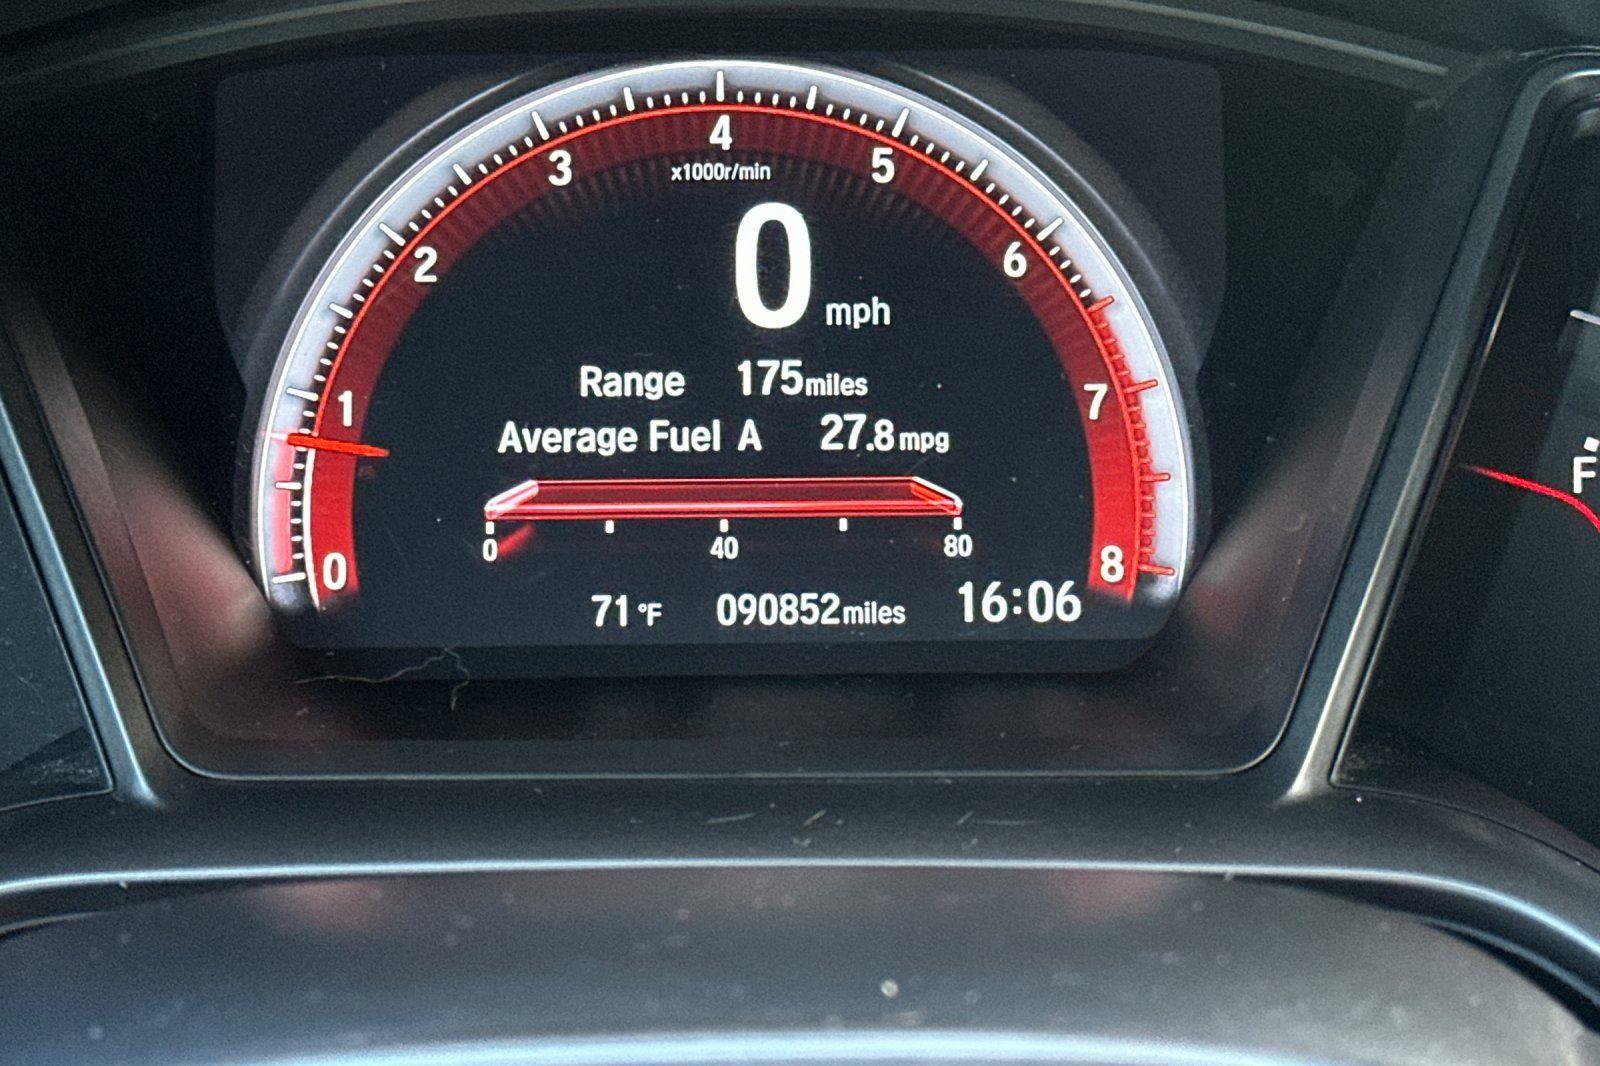 4
3 5
x1000r/min
2 6
0 mph
1 7
Range 175miles
Average Fuel A 27.8mpg
F
0 40 80
0 8
71°F 090852miles 16:06